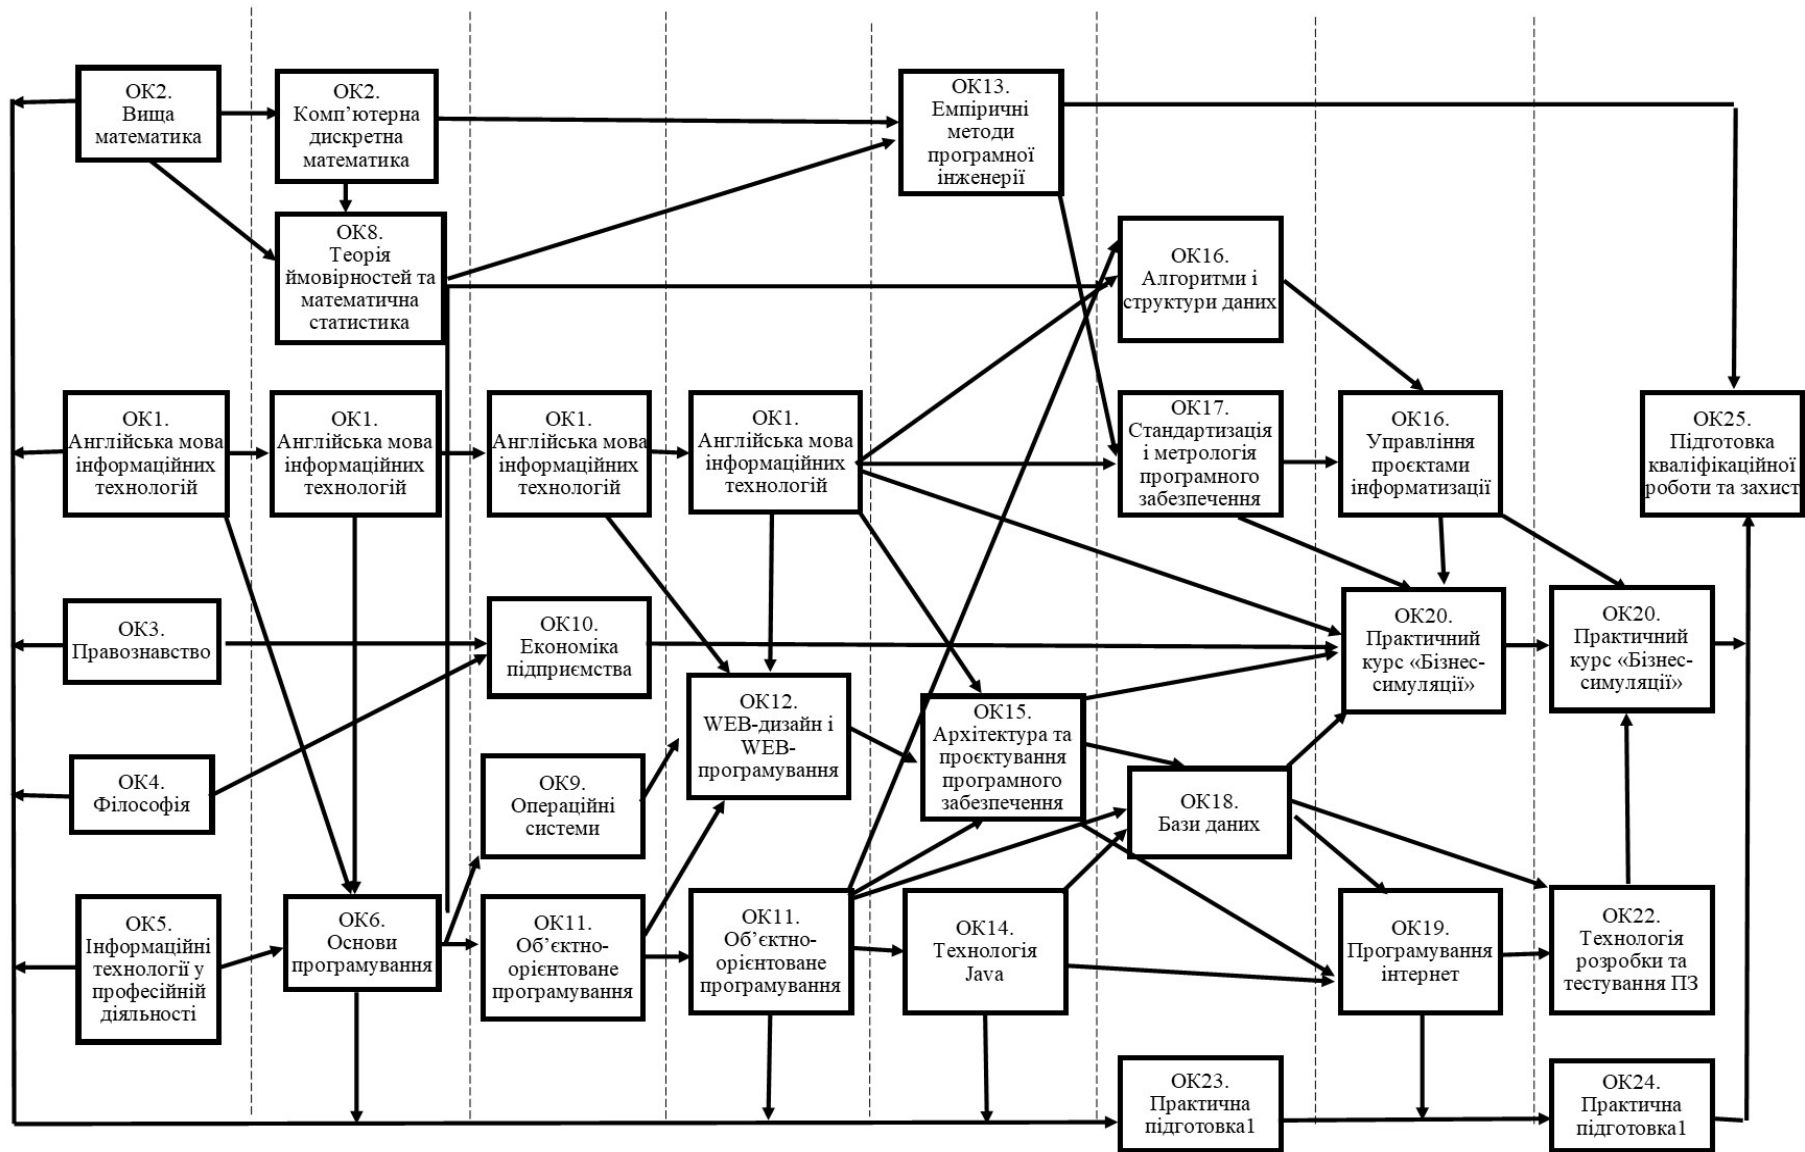 ОК2.
Вища
математика
ОК2.
Комп’ютерна
дискретна
математика
ОК13.
Емпіричні
методи
програмної
інженерії
ОК8.
Теорія
ймовірностей та
математична
статистика
ОК16.
Алгоритми і
структури даних
ОК1.
Англійська мова
інформаційних
технологій
ОК1.
Англійська мова
інформаційних
технологій
ОК1.
Англійська мова
інформаційних
технологій
ОК1.
Англійська мова
інформаційних
технологій
ОК17.
Стандартизація
і метрологія
програмного
забезпечення
ОК16.
Управління
проєктами
інформатизації
ОК25.
Підготовка
кваліфікаційної
роботи та захист
ОК3.
Правознавство
ОК10.
Економіка
підприємства
ОК20.
Практичний
курс «Бізнес-
симуляції»
ОК20.
Практичний
курс «Бізнес-
симуляції»
ОК12.
WEB-дизайн і
WEB-
програмування
ОК15.
Архітектура та
проєктування
програмного
забезпечення
ОК4.
Філософія
ОК9.
Операційні
системи
ОК18.
Бази даних
ОК5.
Інформаційні
технології у
професійній
діяльності
ОК6.
Основи
програмування
ОК11.
Об’єктно-
орієнтоване
програмування
ОК11.
Об’єктно-
орієнтоване
програмування
ОК14.
Технологія
Java
ОК19.
Програмування
інтернет
ОК22.
Технологія
розробки та
тестування ПЗ
ОК23.
Практична
підготовка1
ОК24.
Практична
підготовка1